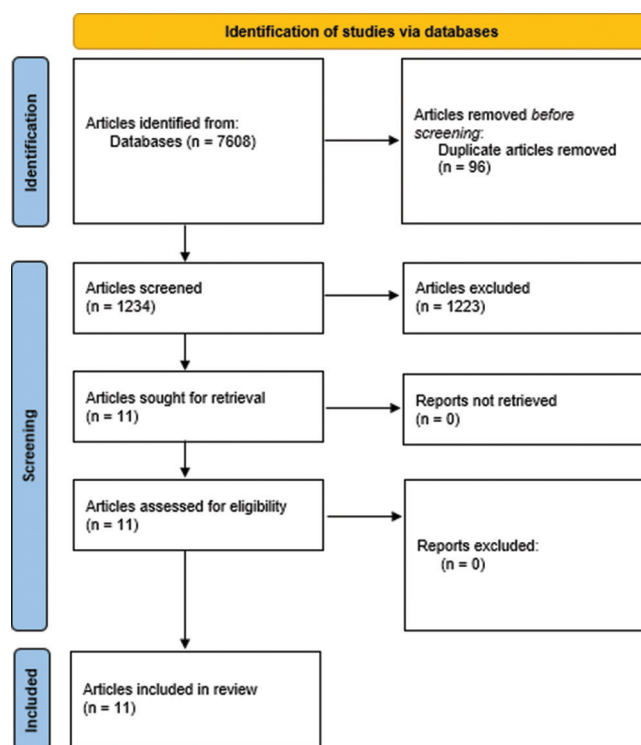 Identification of studies via databases
Identification
Articles identified from:
Databases (n = 7608)
Articles removed before
screening:
Duplicate articles removed
(n = 96)
Screening
Articles screened
(n = 1234)
Articles excluded
(n = 1223)
Articles sought for retrieval
(n = 11)
Reports not retrieved
(n = 0)
Articles assessed for eligibility
(n = 11)
Reports excluded:
(n = 0)
Included
Articles included in review
(n = 11)